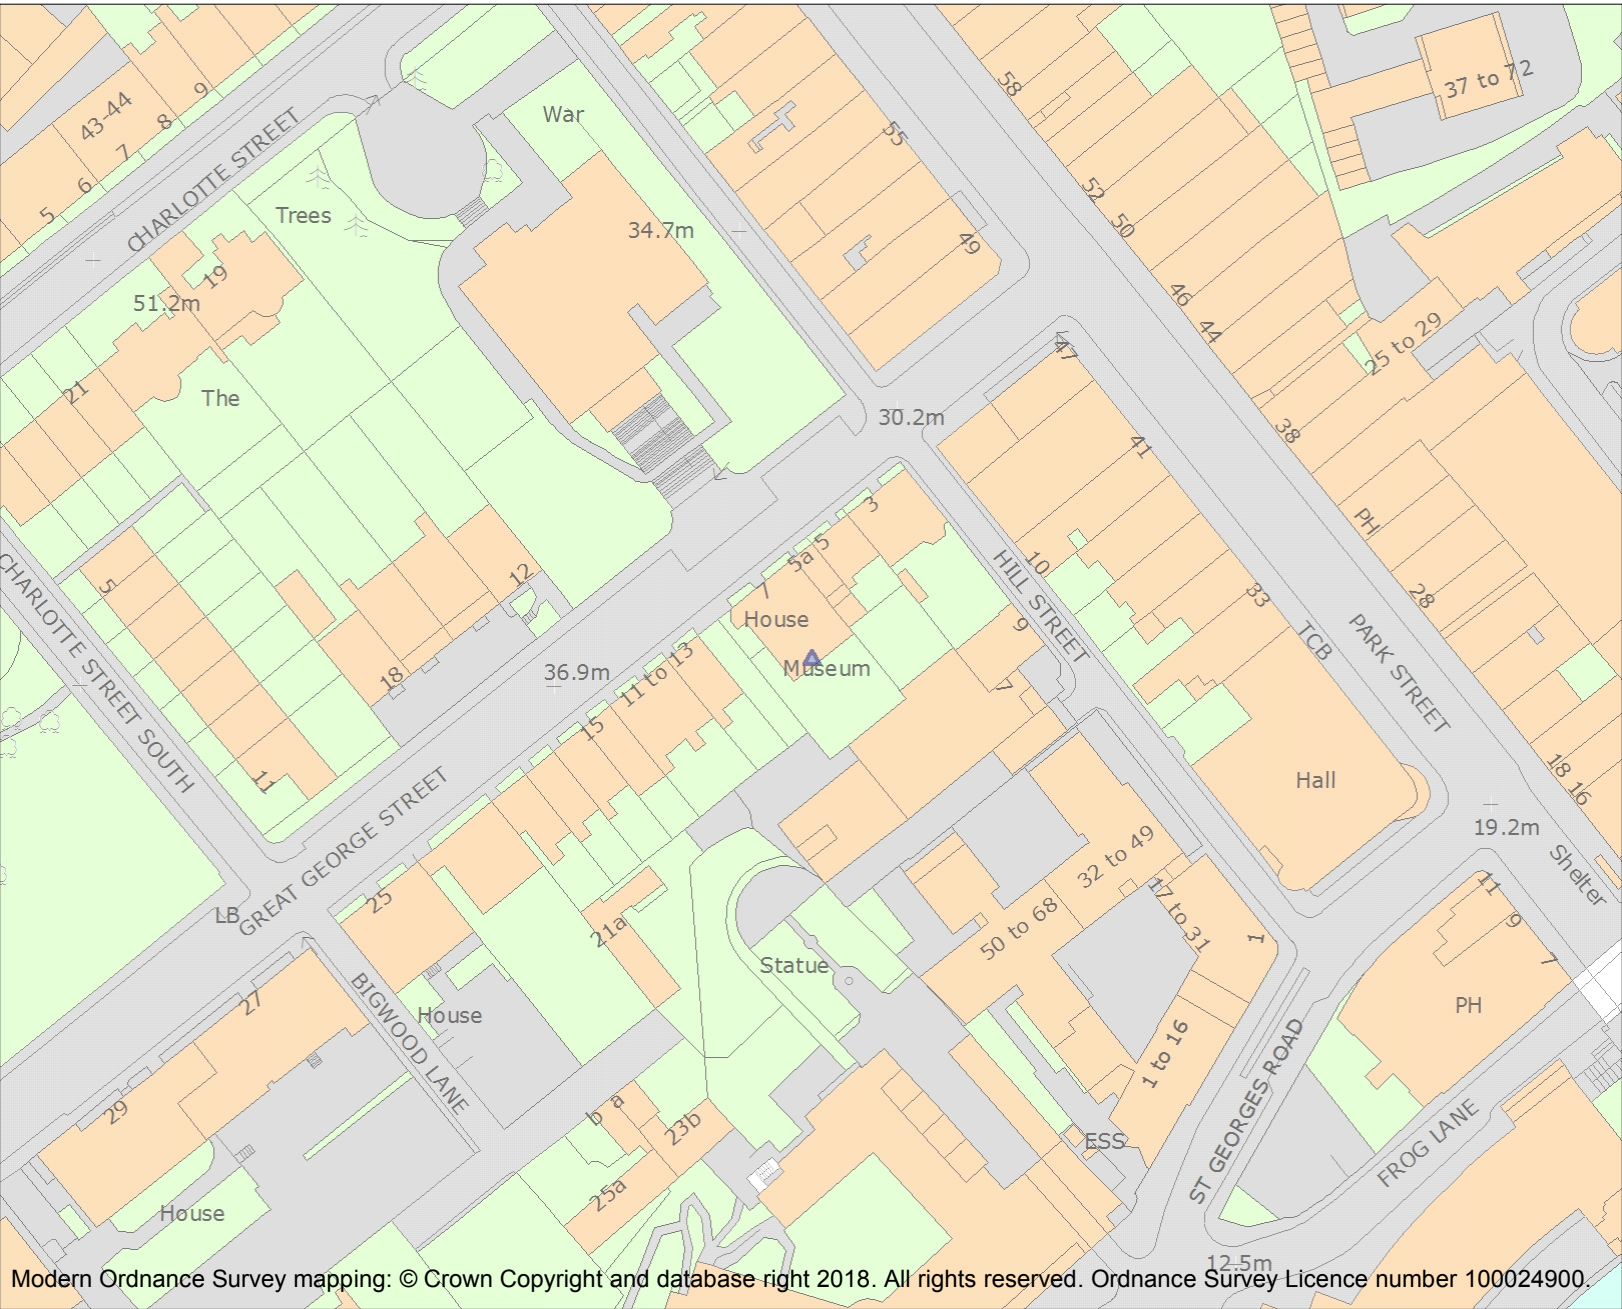 58
37 to 72
43-44
9
8
7
6
5
War
55
CHARLOTTE STREET
Trees
52
50
34.7m
49
19
51.2m
46
44
47
25 to 29
21
The
30.2m
41
38
3
PH
5a 5
10
12
7
5
House
HILL STREET
9
33
28
TCB
PARK STREET
CHARLOTTE STREET SOUTH
Museum
36.9m
11 to 13
18
7
15
11
Hall
18 16
GREAT GEORGE STREET
19.2m
32 to 49
Shelter
25
LB
11
9
7
17 to 31
50 to 68
1
21a
Statue
27
House
BIGWOOD LANE
PH
1 to 16
29
b a
23b
ESS
ST GEORGES ROAD
FROG LANE
25a
House
12.5m
Modern Ordnance Survey mapping: © Crown Copyright and database right 2018. All rights reserved. Ordnance Survey Licence number 100024900.